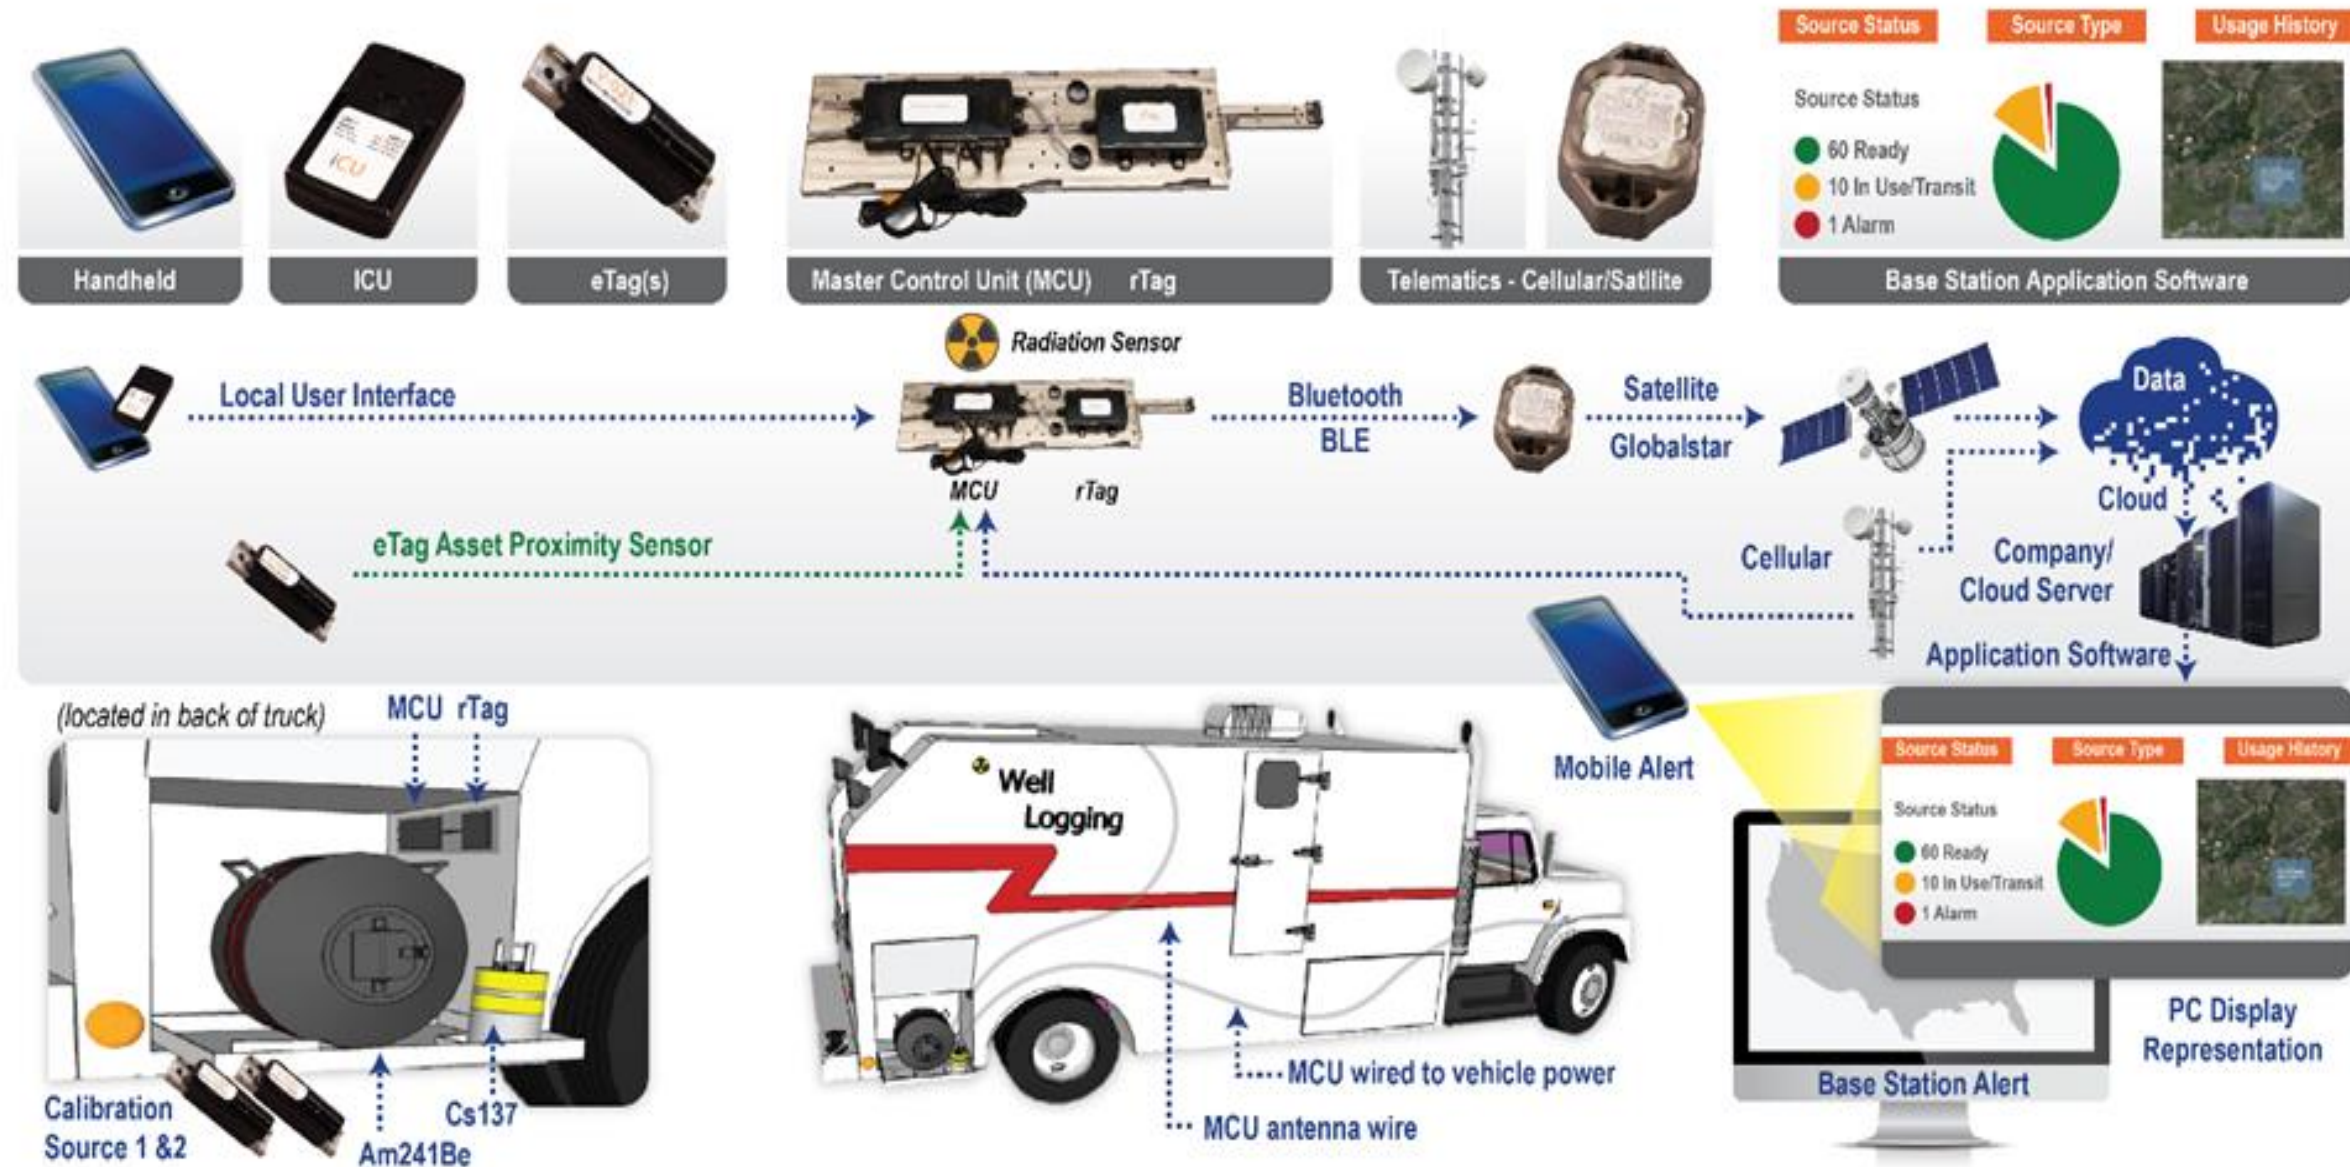 Source Status
Source Type
Usage History
Source Status
60 Ready
10 In Use/Transit
1 Alarm
iCU
Handheld
ICU
eTag(s)
Master Control Unit (MCU) rTag
Telematics - Cellular/Satllite
Base Station Application Software
Radiation Sensor
Local User Interface
Bluetooth
BLE
Satellite
Globalstar
Data
Cloud
MCU
rTag
eTag Asset Proximity Sensor
Cellular
Company/
Cloud Server
Application Software
(located in back of truck)
MCU rTag
Well
Logging
Mobile Alert
Source Status
Source Type
Usage History
Source Status
60 Ready
10 In Use/Transit
1 Alarm
PC Display
Representation
Base Station Alert
MCU wired to vehicle power
MCU antenna wire
Calibration
Source 1 &2
Cs137
Am241Be